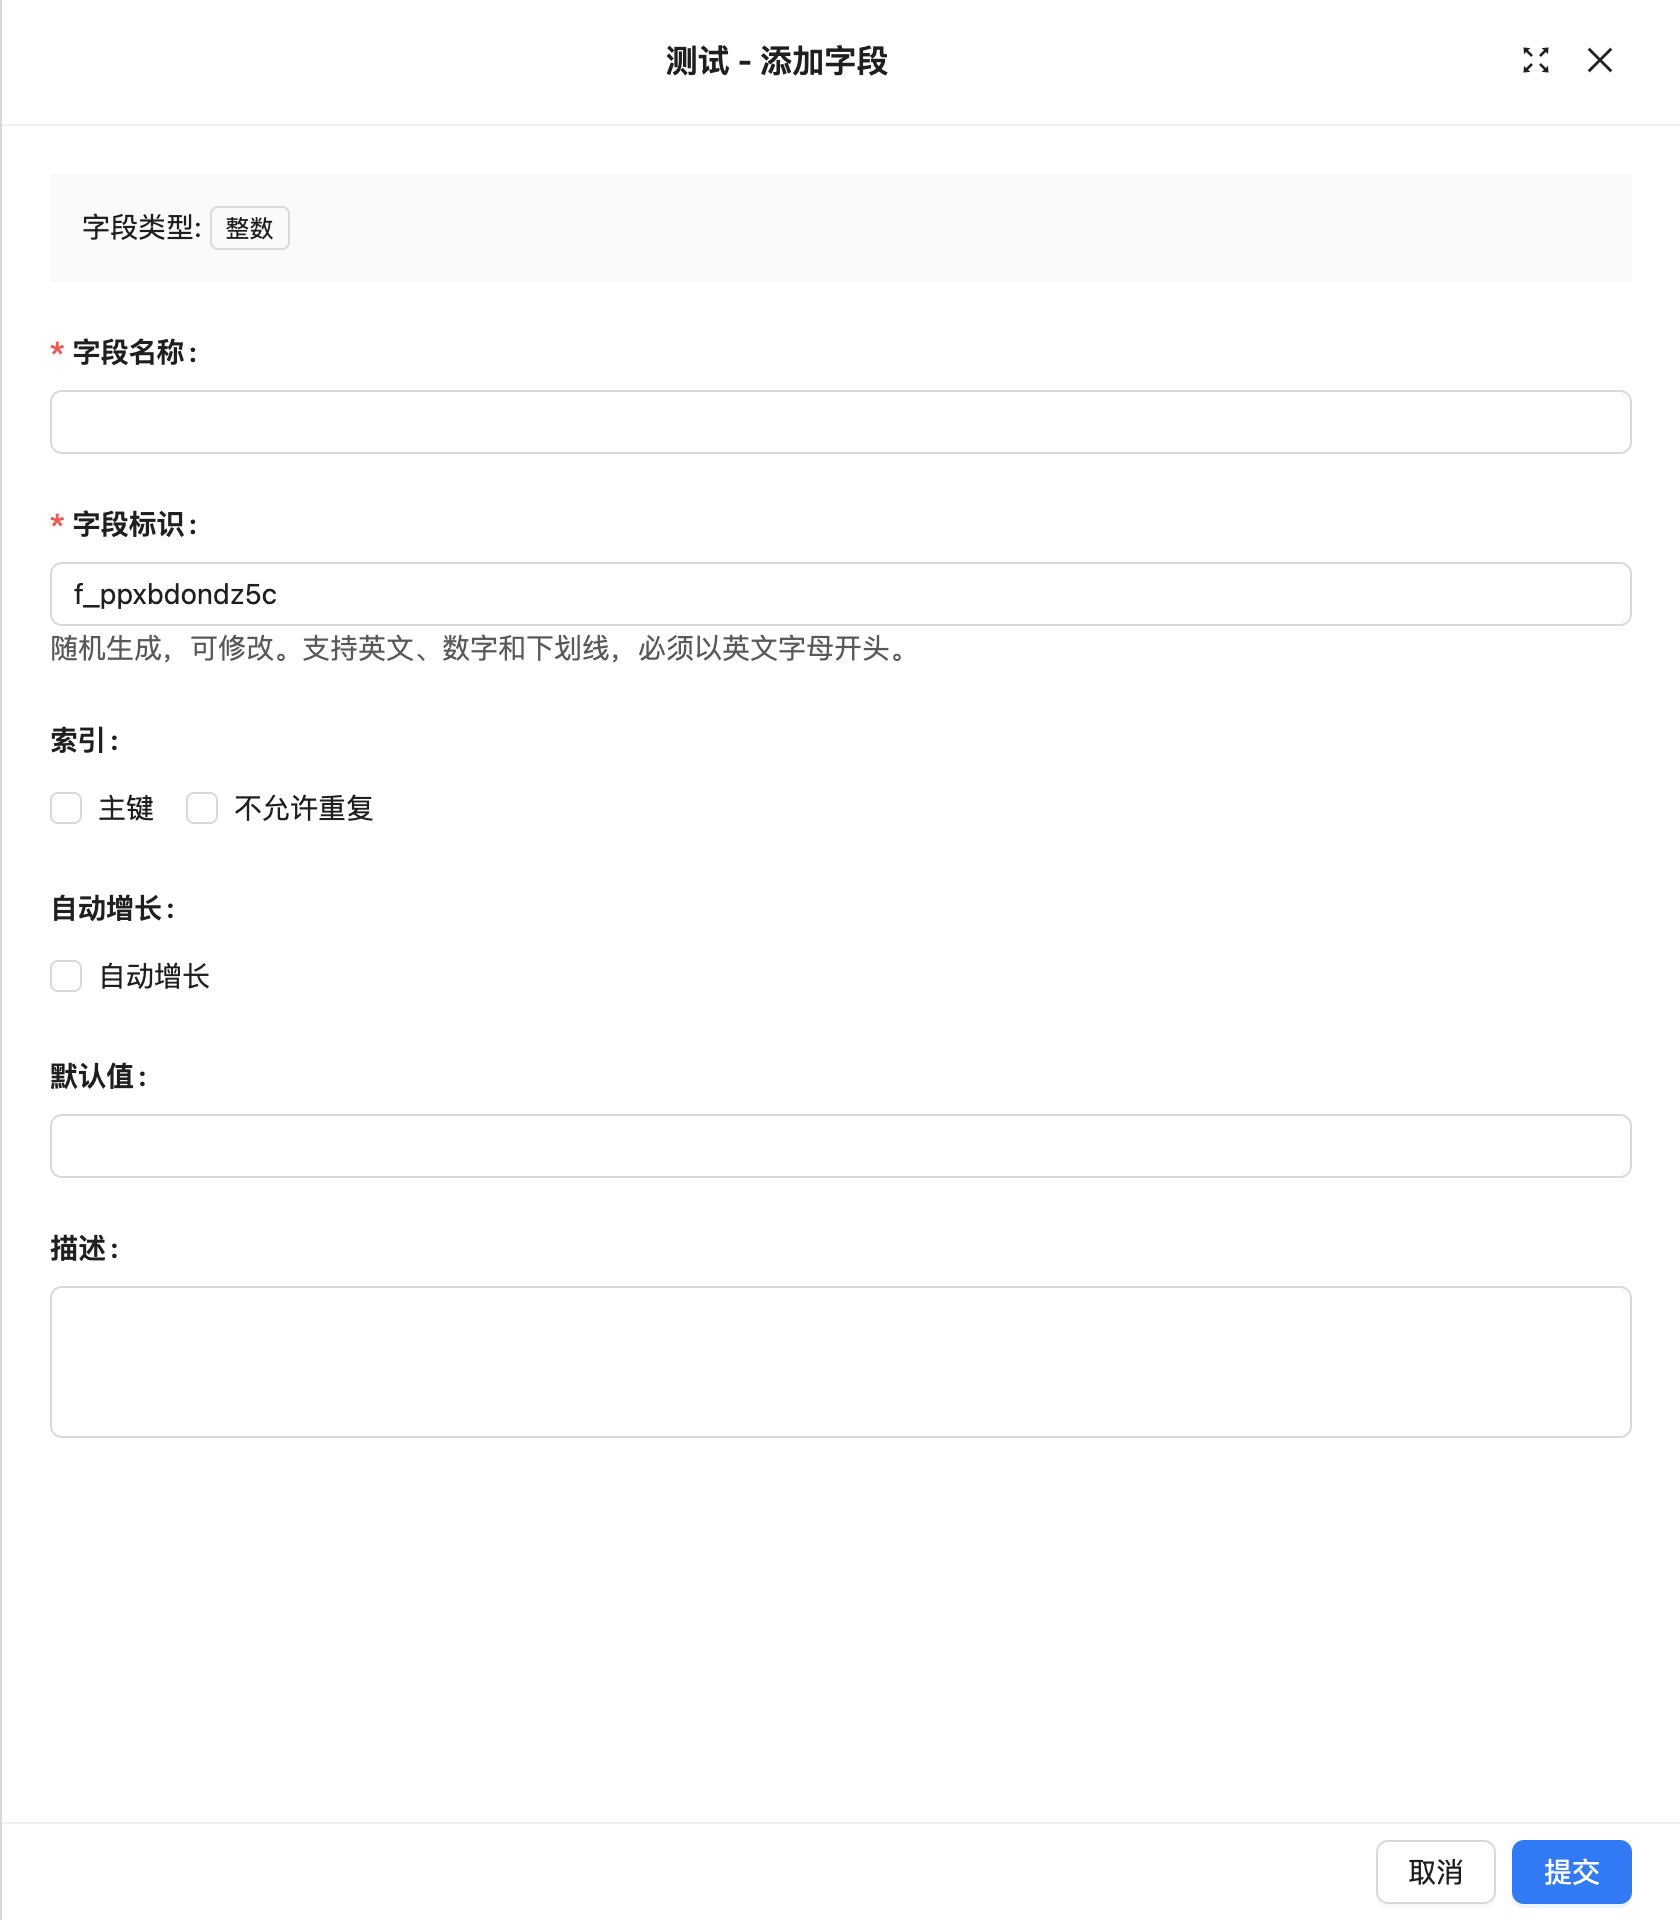 测试 - 添加字段
字段类型: 整数
* 字段名称:
* 字段标识:
f_ppxbdondz5c
随机生成，可修改。支持英文、数字和下划线，必须以英文字母开头。
索引:
主键 不允许重复
自动增长:
自动增长
默认值:
描述:
取消 提交